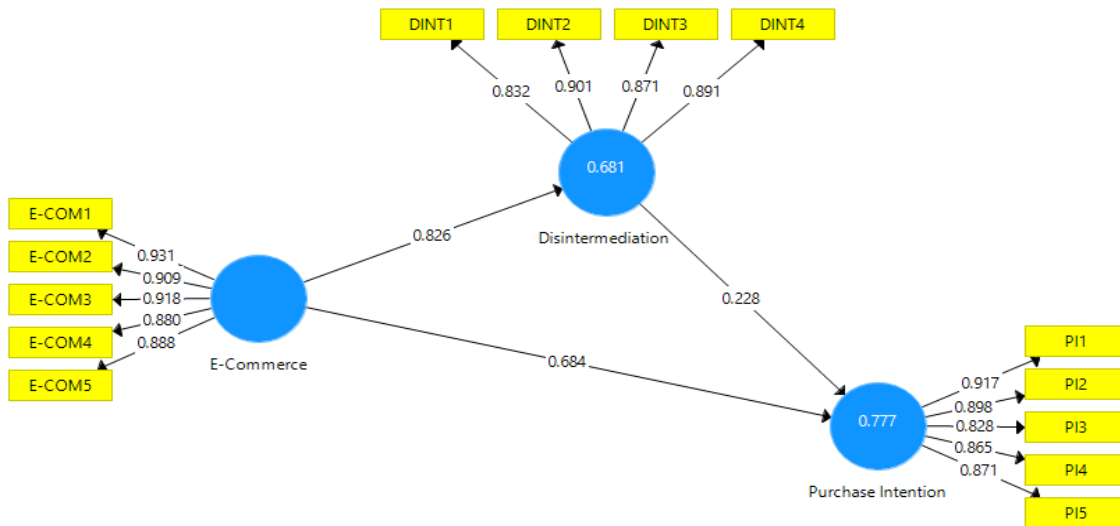 DINT1 DINT2 DINT3 DINT4
0.832 0.901 0.871 0.891
0.681
Disintermediation
E-COM1
E-COM2
E-COM3
E-COM4
E-COM5
0.931
0.909
0.918
0.880
0.888
E-Commerce
0.826
0.228
0.684
0.777
Purchase Intention
0.917
0.898
0.828
0.865
0.871
PI1
PI2
PI3
PI4
PI5